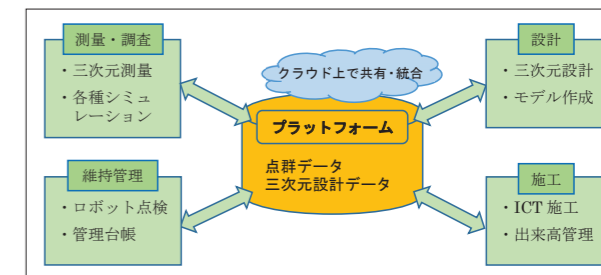 測量・調査
・三次元測量
・各種シミュ
レーション
設計
・三次元設計
・モデル作成
クラウド上で共有・統合
プラットフォーム
点群データ
三次元設計データ
維持管理
・ロボット点検
・管理台帳
施工
・ICT 施工
・出来高管理